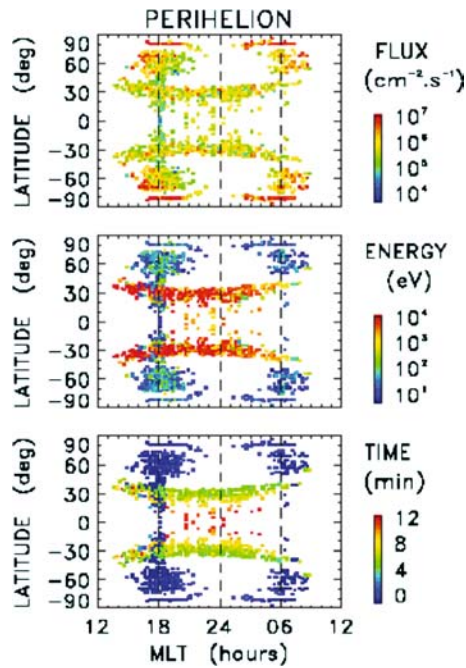 PERIHELION
FLUX
(cm⁻².s⁻¹)
LATITUDE (deg)
90
60
30
0
−30
−60
−90
10⁷
10⁶
10⁵
10⁴
ENERGY
(eV)
LATITUDE (deg)
90
60
30
0
−30
−60
−90
10⁴
10³
10²
10¹
TIME
(min)
LATITUDE (deg)
90
60
30
0
−30
−60
−90
12
8
4
0
12 18 24 06 12
MLT (hours)